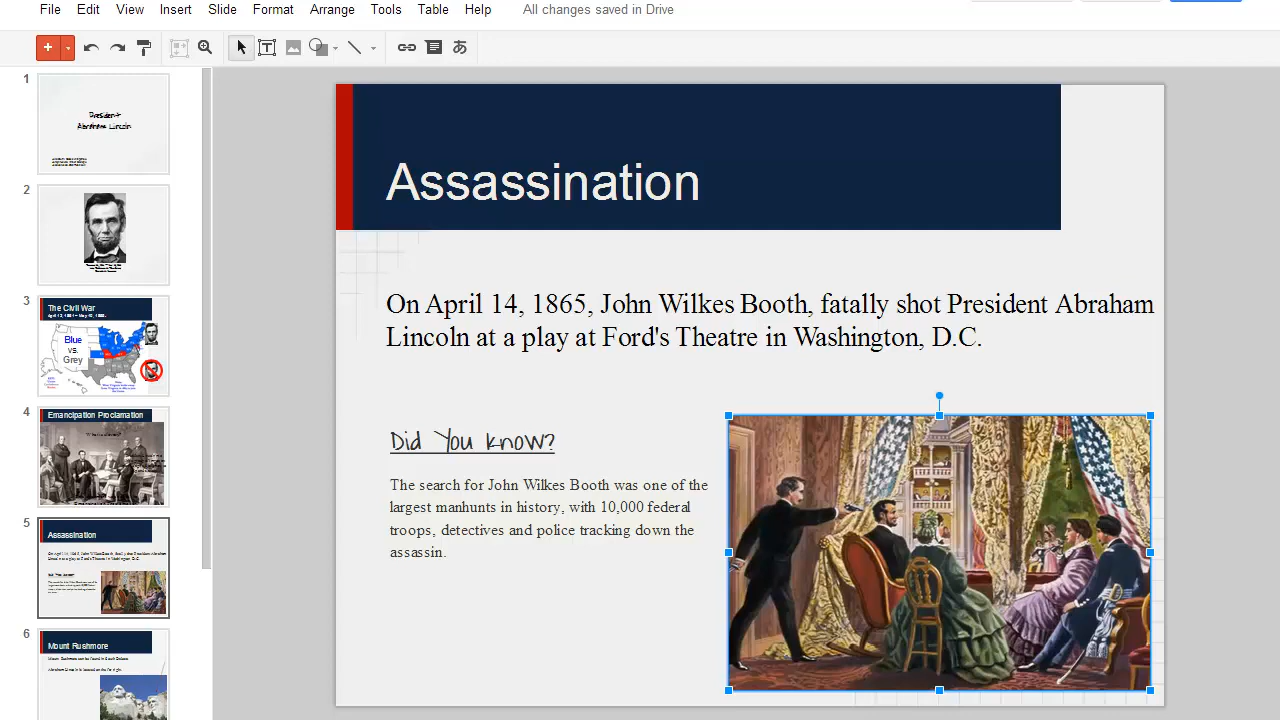 File Edit View Insert Slide Format Arrange Tools Table Help All changes saved in Drive
1
President
Abraham Lincoln
2
3
The Civil War
Blue
vs.
Grey
4
Emancipation Proclamation
5
Assassination
6
Mount Rushmore
Assassination
On April 14, 1865, John Wilkes Booth, fatally shot President Abraham
Lincoln at a play at Ford's Theatre in Washington, D.C.
Did You know?
The search for John Wilkes Booth was one of the
largest manhunts in history, with 10,000 federal
troops, detectives and police tracking down the
assassin.